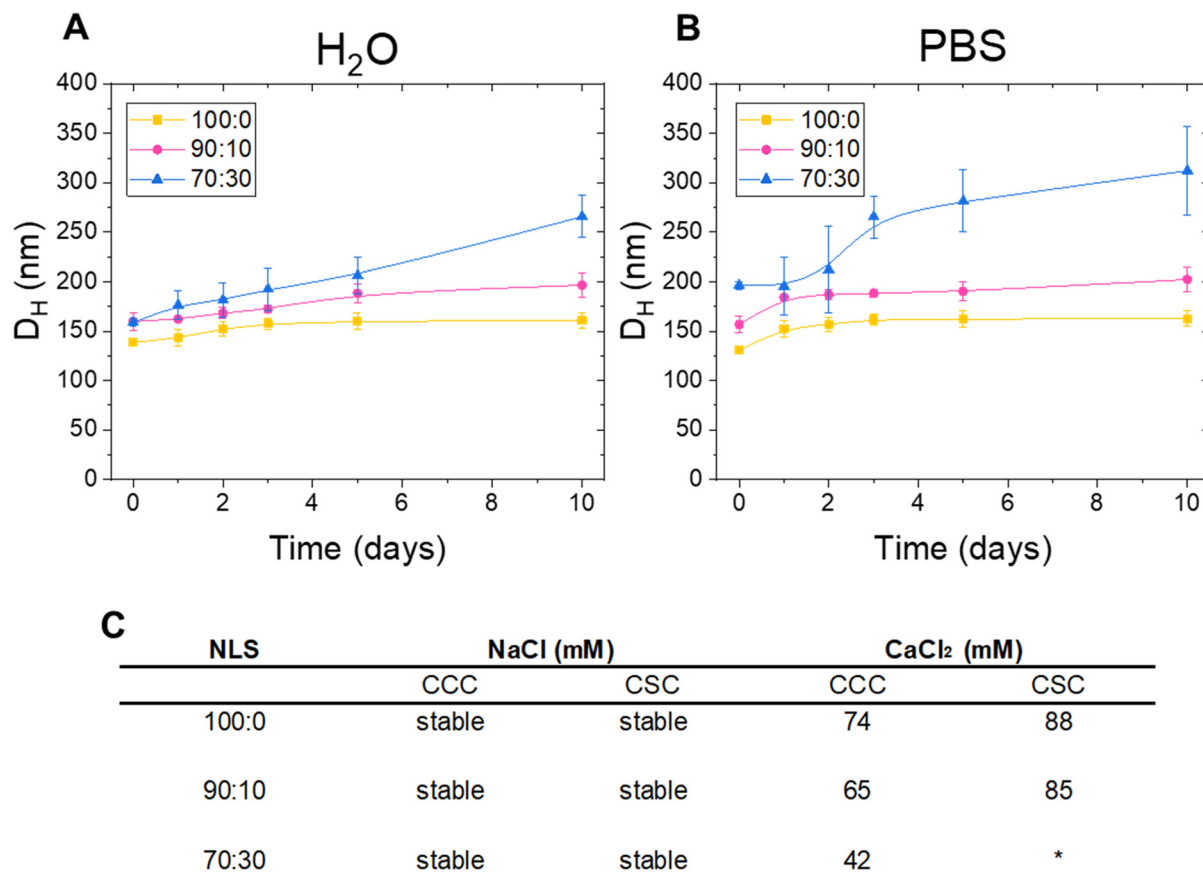 A
H₂O
400
350
300
250
200
150
100
50
0
D_H (nm)
100:0
90:10
70:30
0 2 4 6 8 10
Time (days)
B
PBS
400
350
300
250
200
150
100
50
0
D_H (nm)
100:0
90:10
70:30
0 2 4 6 8 10
Time (days)
C
NLS NaCl (mM) CaCl₂ (mM)
CCC CSC CCC CSC
100:0 stable stable 74 88
90:10 stable stable 65 85
70:30 stable stable 42 *